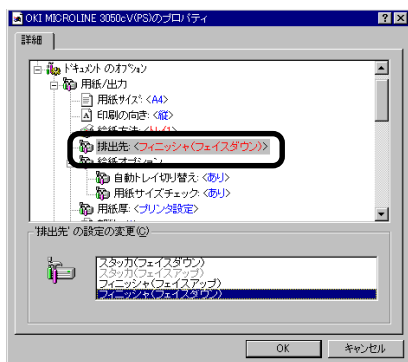 OKI MICROLINE 3050cV(PS)のプロパティ
詳細
ドキュメント のオプション
用紙/出力
用紙サイズ: <A4>
印刷の向き: <縦>
給紙方法: <トレイ1>
排出先: <フィニッシャ(フェイスダウン)>
給紙オプション
自動トレイ切り替え: <あり>
用紙サイズチェック: <あり>
用紙厚: <プリンタ設定>
'排出先' の設定の変更(C)
スタッカ(フェイスダウン)
スタッカ(フェイスアップ)
フィニッシャ(フェイスアップ)
フィニッシャ(フェイスダウン)
OK
キャンセル